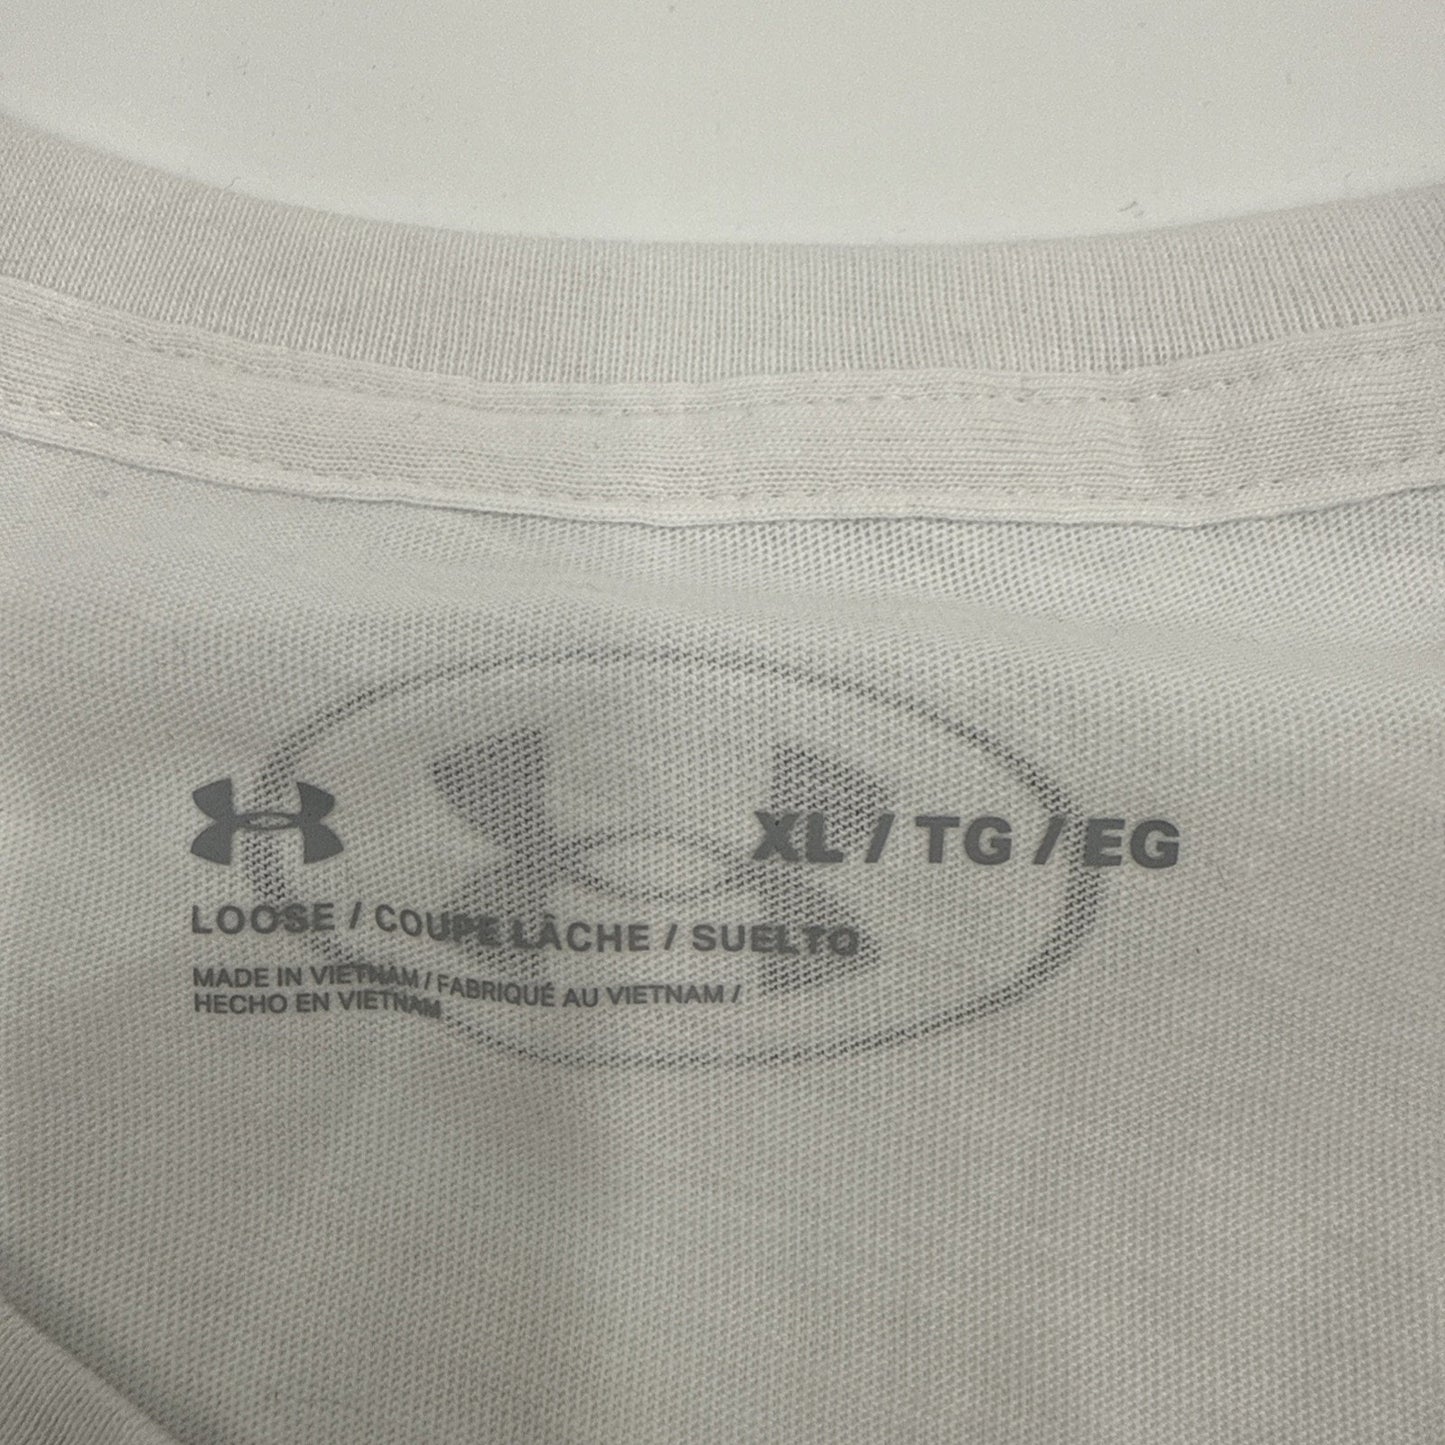 XL / TG / EG
LOOSE / COUPE LÂCHE / SUELTO
MADE IN VIETNAM / FABRIQUÉ AU VIETNAM /
HECHO EN VIETNAM